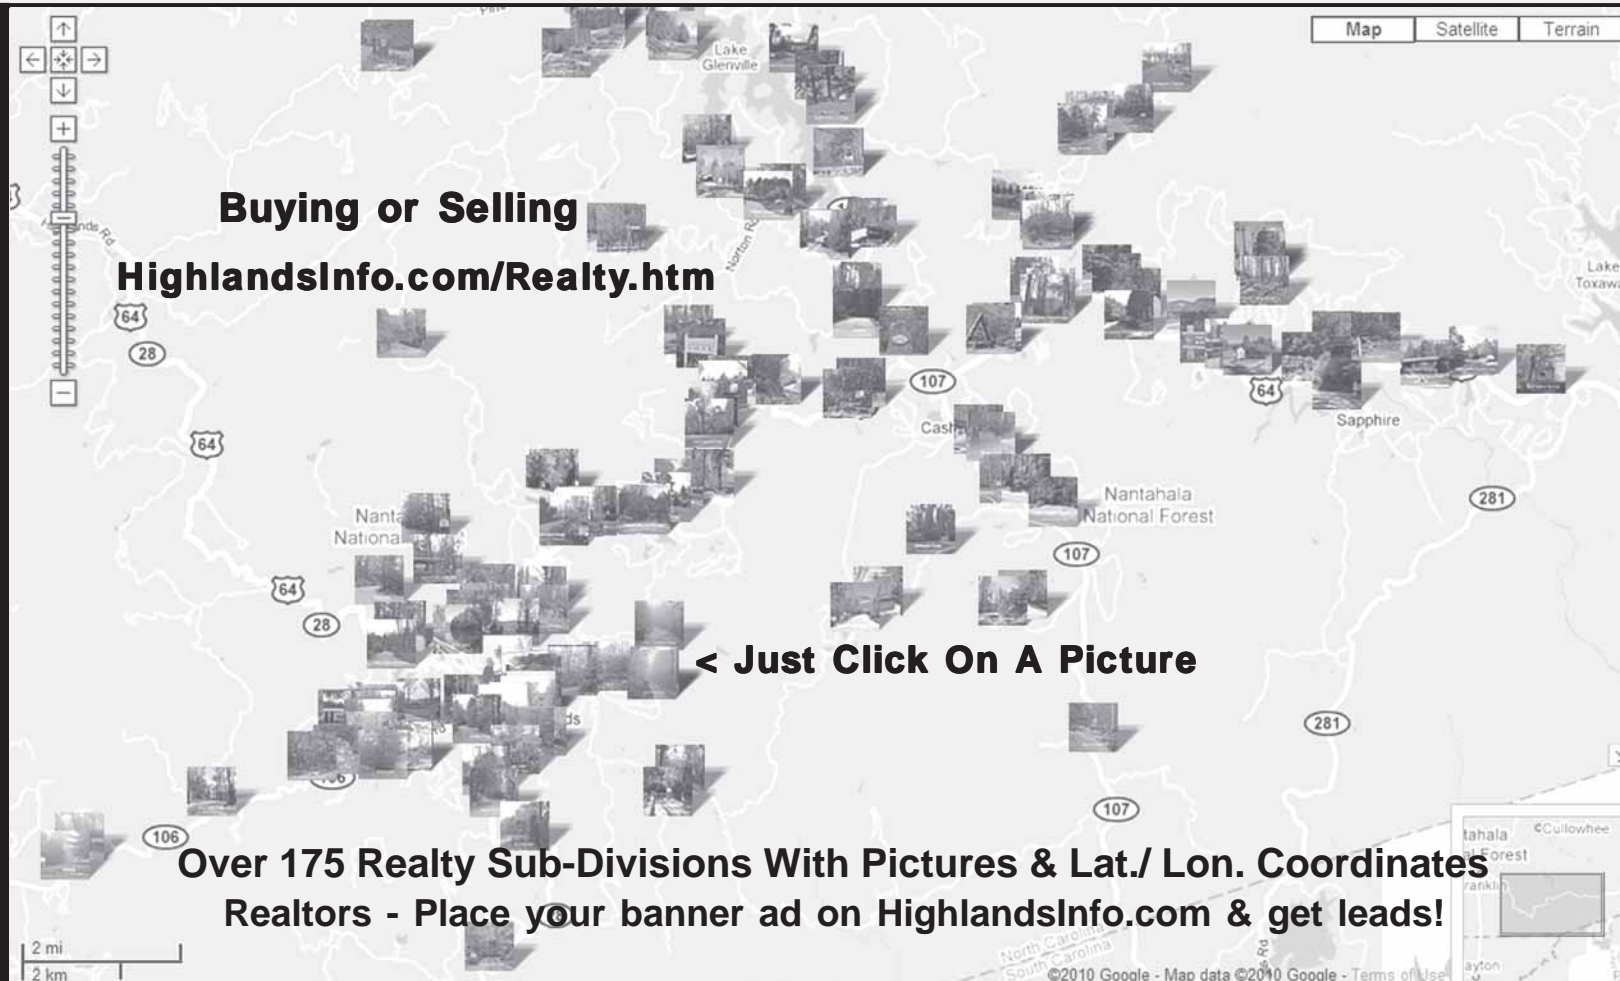 Map
Satellite
Terrain
Lake
Glenville
Buying or Selling
Norton Rd
HighlandsInfo.com/Realty.htm
Lake
64
28
107
64
Sapphire
64
281
Nantahala
National Forest
107
64
28
< Just Click On A Picture
281
107
106
Over 175 Realty Sub-Divisions With Pictures & Lat./ Lon. Coordinates
Realtors - Place your banner ad on HighlandsInfo.com & get leads!
©Cullowhee
North Carolina
South Carolina
2 mi
2 km
©2010 Google - Map data ©2010 Google - Terms of Use